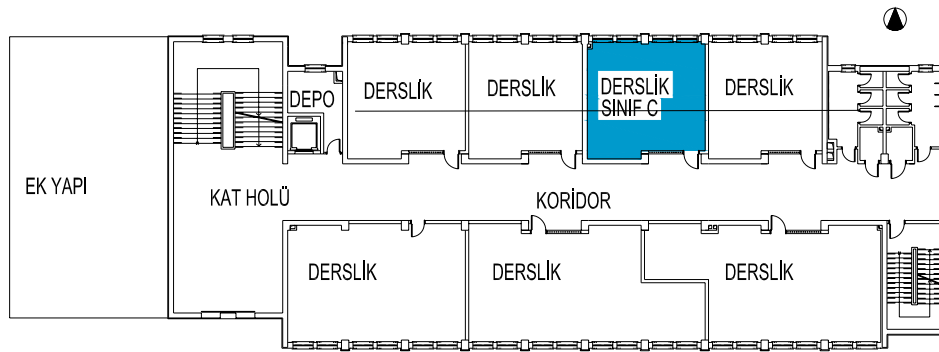 DERSLİK
DERSLİK
DERSLİK
SINIF C
DERSLİK
DEPO
EK YAPI
KAT HOLÜ
KORİDOR
DERSLİK
DERSLİK
DERSLİK